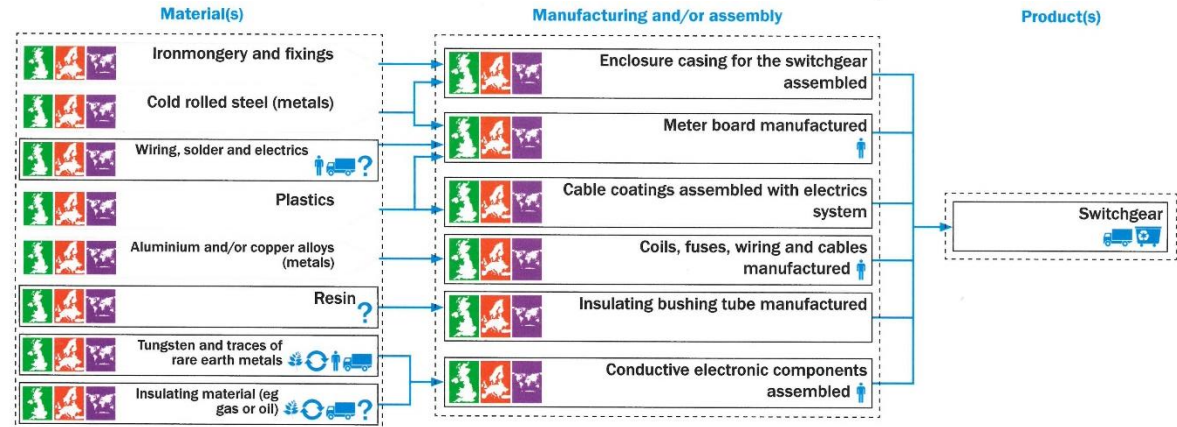 Material(s)
Manufacturing and/or assembly
Product(s)
Ironmongery and fixings
Cold rolled steel (metals)
Wiring, solder and electrics
?
Plastics
Aluminium and/or copper alloys
(metals)
Resin
?
Tungsten and traces of
rare earth metals
Insulating material (eg
gas or oil)
?
Enclosure casing for the switchgear
assembled
Meter board manufactured
Cable coatings assembled with electrics
system
Coils, fuses, wiring and cables
manufactured
Insulating bushing tube manufactured
Conductive electronic components
assembled
Switchgear